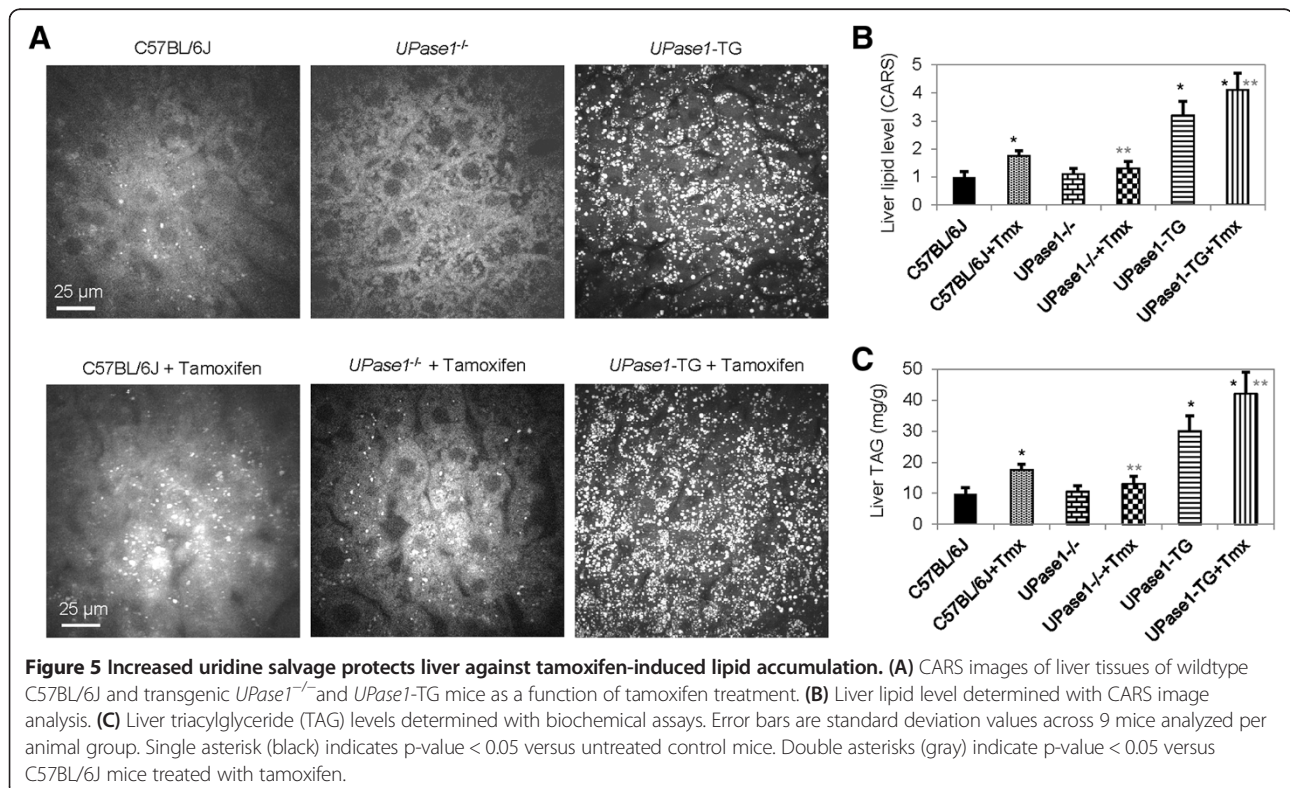 A
C57BL/6J
UPase1-/-
UPase1-TG
25 µm
C57BL/6J + Tamoxifen
UPase1-/- + Tamoxifen
UPase1-TG + Tamoxifen
25 µm
B
Liver lipid level (CARS)
5
4
3
2
1
0
*
**
*
* **
C57BL/6J
C57BL/6J+Tmx
UPase1-/-
UPase1-/-+Tmx
UPase1-TG
UPase1-TG+Tmx
C
Liver TAG (mg/g)
50
40
30
20
10
0
*
**
*
* **
C57BL/6J
C57BL/6J+Tmx
UPase1-/-
UPase1-/-+Tmx
UPase1-TG
UPase1-TG+Tmx
Figure 5 Increased uridine salvage protects liver against tamoxifen-induced lipid accumulation. (A) CARS images of liver tissues of wildtype
C57BL/6J and transgenic UPase1−/−and UPase1-TG mice as a function of tamoxifen treatment. (B) Liver lipid level determined with CARS image
analysis. (C) Liver triacylglyceride (TAG) levels determined with biochemical assays. Error bars are standard deviation values across 9 mice analyzed per
animal group. Single asterisk (black) indicates p-value < 0.05 versus untreated control mice. Double asterisks (gray) indicate p-value < 0.05 versus
C57BL/6J mice treated with tamoxifen.